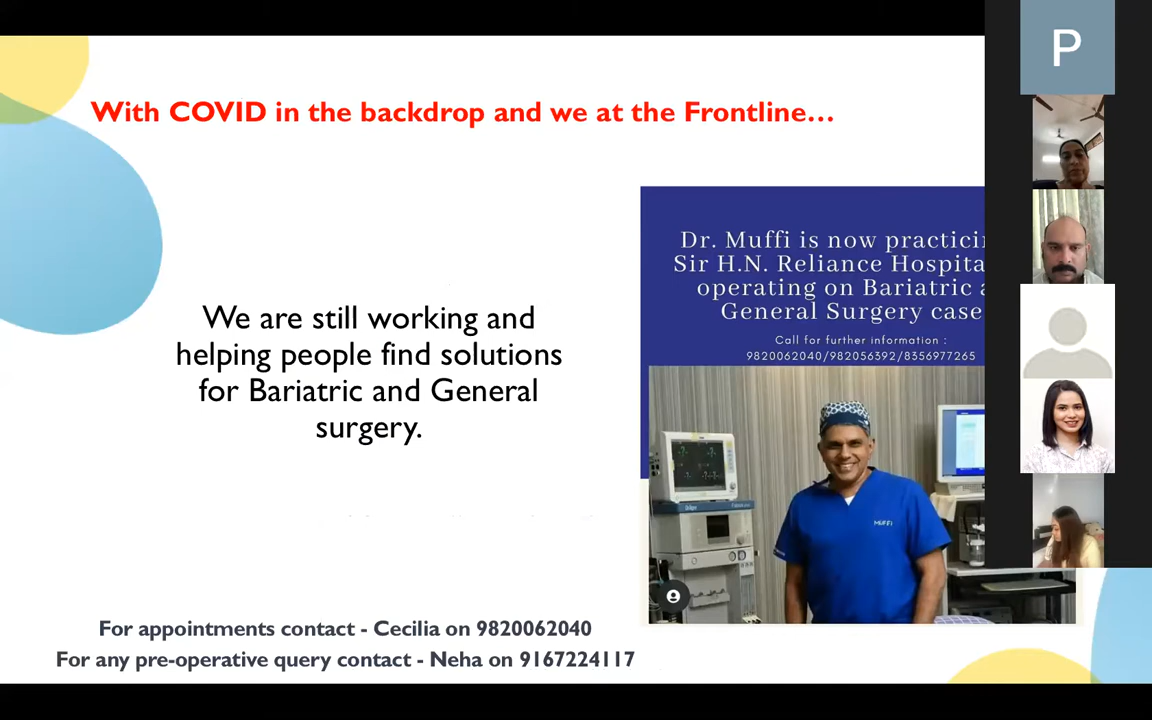 With COVID in the backdrop and we at the Frontline...
We are still working and
helping people find solutions
for Bariatric and General
surgery.
For appointments contact - Cecilia on 9820062040
For any pre-operative query contact - Neha on 9167224117
Dr. Muffi is now practicin
Sir H.N. Reliance Hospita
operating on Bariatric a
General Surgery case
Call for further information :
9820062040/982056392/8356977265
MUFFI
P